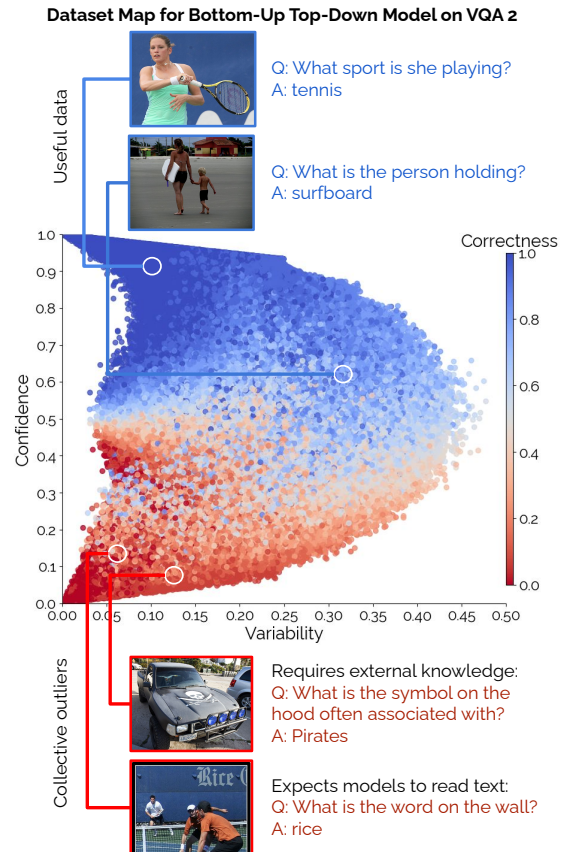 Dataset Map for Bottom-Up Top-Down Model on VQA 2
Useful data
Q: What sport is she playing?
A: tennis
Q: What is the person holding?
A: surfboard
Correctness
1.0
0.8
0.6
0.4
0.2
0.0
Confidence
1.0
0.9
0.8
0.7
0.6
0.5
0.4
0.3
0.2
0.1
0.0
0.00 0.05 0.10 0.15 0.20 0.25 0.30 0.35 0.40 0.45 0.50
Variability
Collective outliers
Requires external knowledge:
Q: What is the symbol on the
hood often associated with?
A: Pirates
Rice
Expects models to read text:
Q: What is the word on the wall?
A: rice